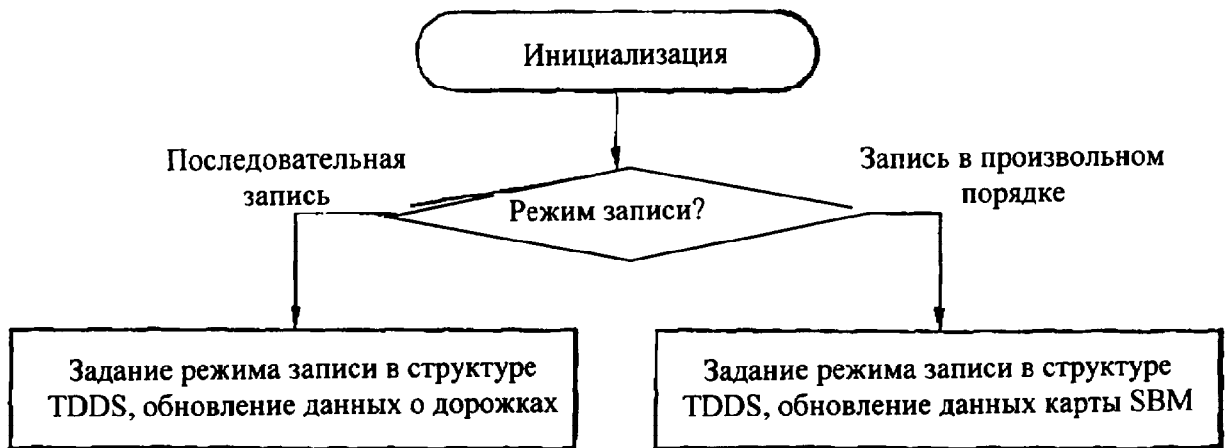 Инициализация
Последовательная
запись
Запись в произвольном
порядке
Режим записи?
Задание режима записи в структуре
TDDS, обновление данных о дорожках
Задание режима записи в структуре
TDDS, обновление данных карты SBM